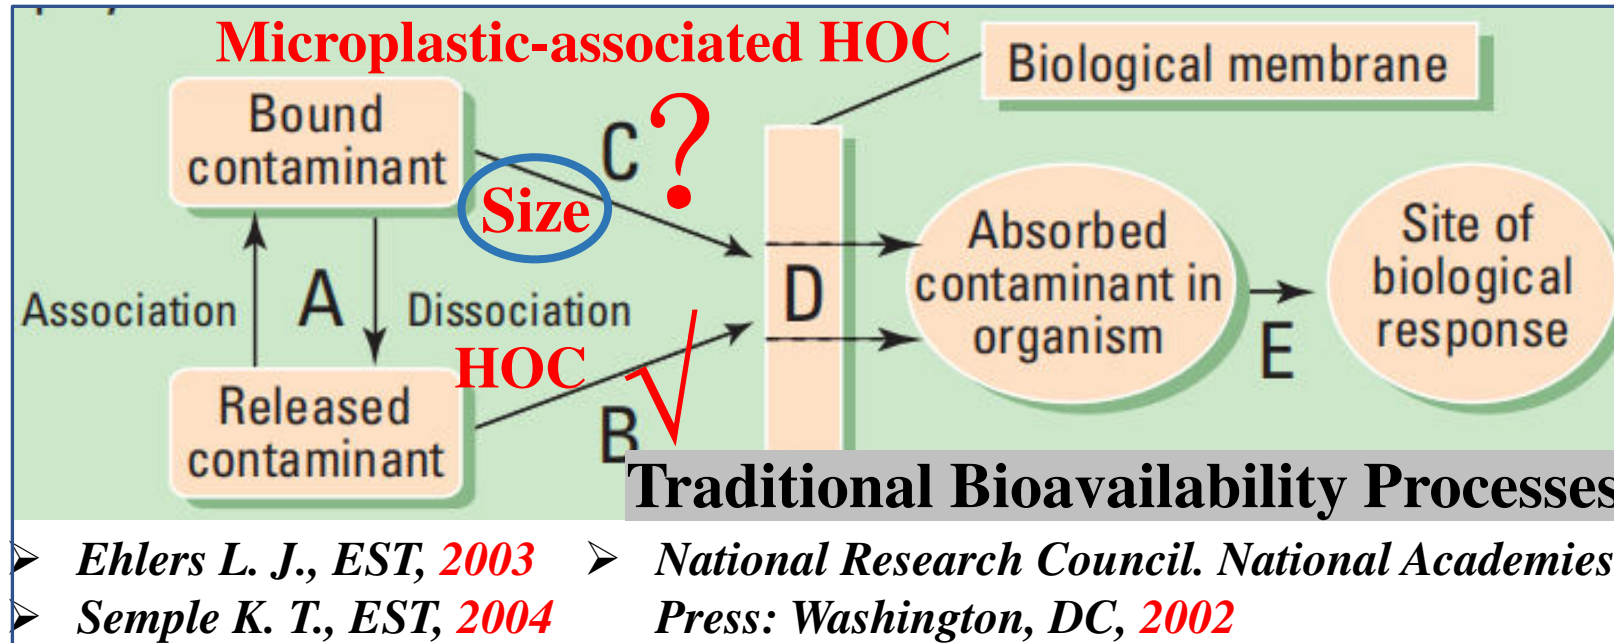 Microplastic-associated HOC
Biological membrane
Bound
contaminant
C ?
Size
Association
A
Dissociation
HOC
B √
Released
contaminant
D
Absorbed
contaminant in
organism
E
Site of
biological
response
Traditional Bioavailability Processes
➢ Ehlers L. J., EST, 2003
➢ Semple K. T., EST, 2004
➢ National Research Council. National Academies
Press: Washington, DC, 2002